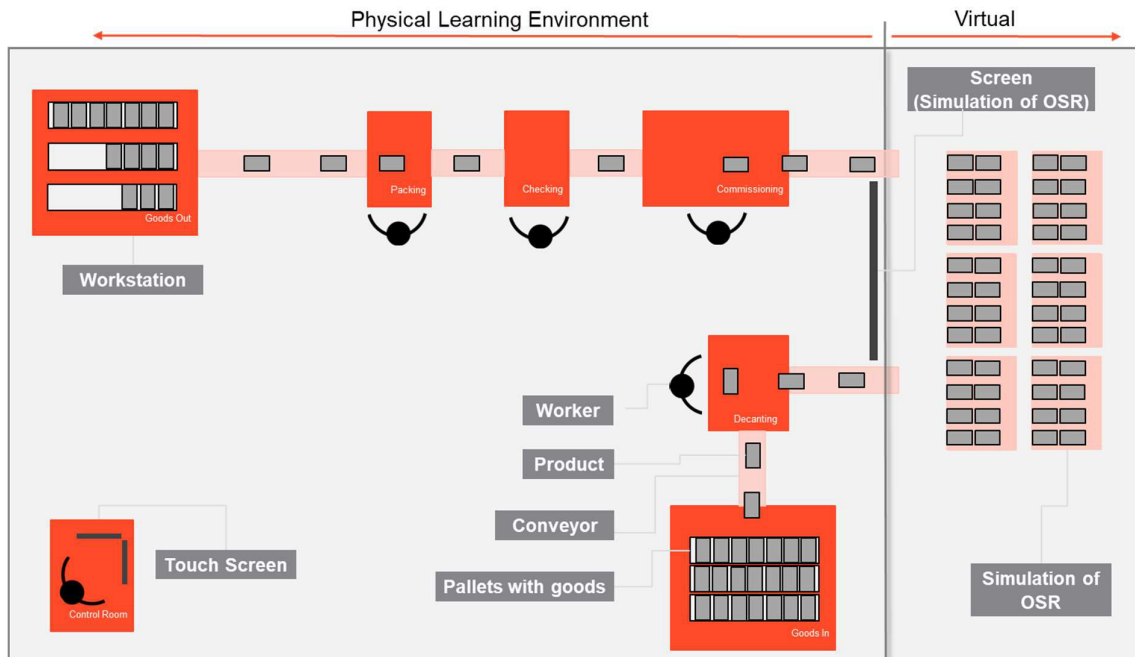 Physical Learning Environment
Virtual
Screen
(Simulation of OSR)
Packing
Checking
Commissioning
Goods Out
Workstation
Worker
Decanting
Product
Conveyor
Touch Screen
Pallets with goods
Simulation of
OSR
Control Room
Goods In